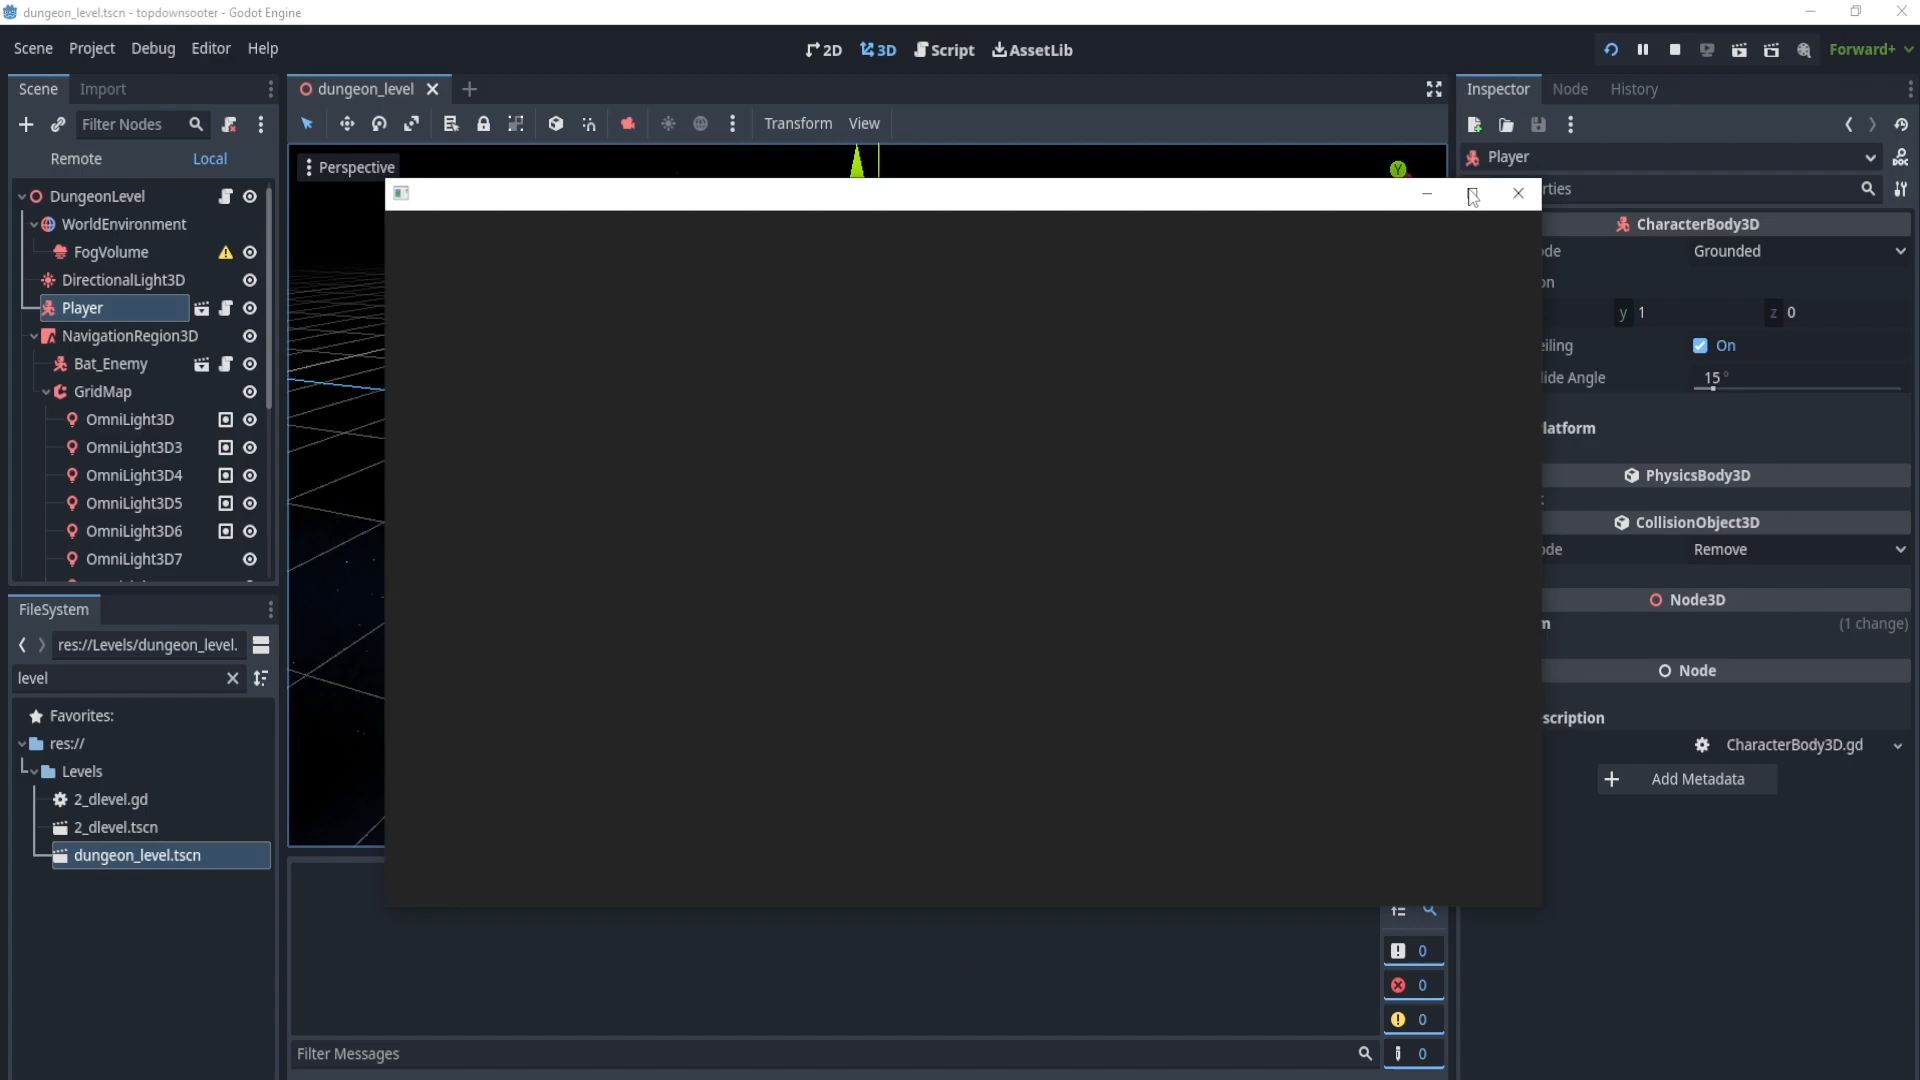 dungeon_level.tscn - topdownsooter - Godot Engine
Scene Project Debug Editor Help
2D 3D Script AssetLib
Forward+
Scene Import
dungeon_level
Inspector Node History
Filter Nodes
Transform View
Remote Local
Perspective
Y
Player
rties
DungeonLevel
WorldEnvironment
CharacterBody3D
FogVolume
ode Grounded
DirectionalLight3D
on
Player
y 1 z 0
NavigationRegion3D
eiling On
Bat_Enemy
lide Angle 15°
GridMap
OmniLight3D
latform
OmniLight3D3
OmniLight3D4
PhysicsBody3D
OmniLight3D5
CollisionObject3D
OmniLight3D6
ode Remove
OmniLight3D7
Node3D
FileSystem
m (1 change)
res://Levels/dungeon_level.
level
Node
Favorites:
scription
res://
CharacterBody3D.gd
Levels
Add Metadata
2_dlevel.gd
2_dlevel.tscn
dungeon_level.tscn
0
0
0
Filter Messages
0